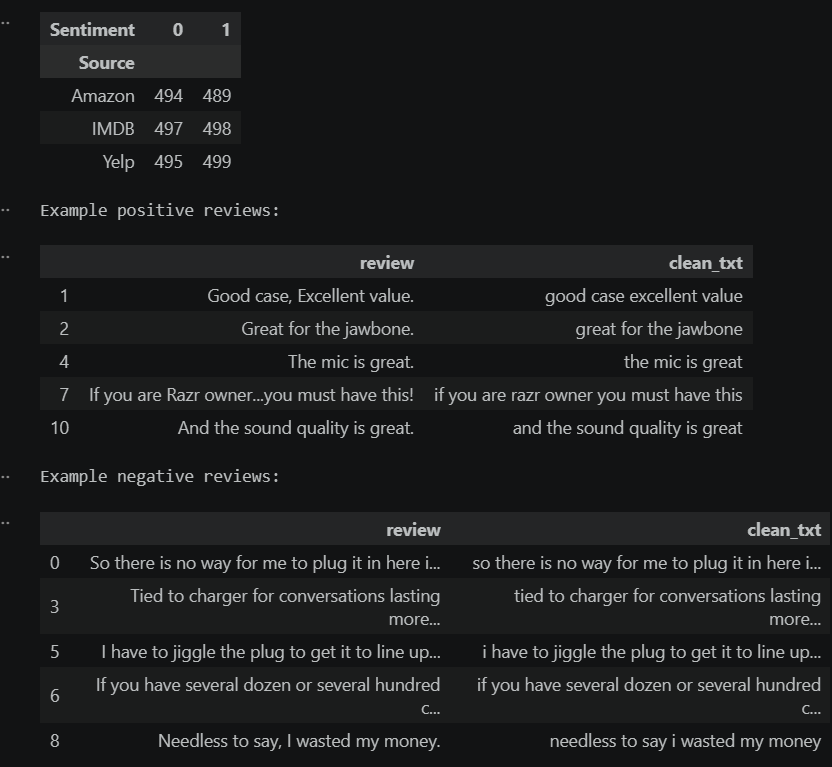 Sentiment 0 1
Source
Amazon 494 489
IMDB 497 498
Yelp 495 499
Example positive reviews:
review clean_txt
1 Good case, Excellent value. good case excellent value
2 Great for the jawbone. great for the jawbone
4 The mic is great. the mic is great
7 If you are Razr owner...you must have this! if you are razr owner you must have this
10 And the sound quality is great. and the sound quality is great
Example negative reviews:
review clean_txt
0 So there is no way for me to plug it in here i... so there is no way for me to plug it in here i...
3 Tied to charger for conversations lasting more... tied to charger for conversations lasting more...
5 I have to jiggle the plug to get it to line up... i have to jiggle the plug to get it to line up...
6 If you have several dozen or several hundred c... if you have several dozen or several hundred c...
8 Needless to say, I wasted my money. needless to say i wasted my money